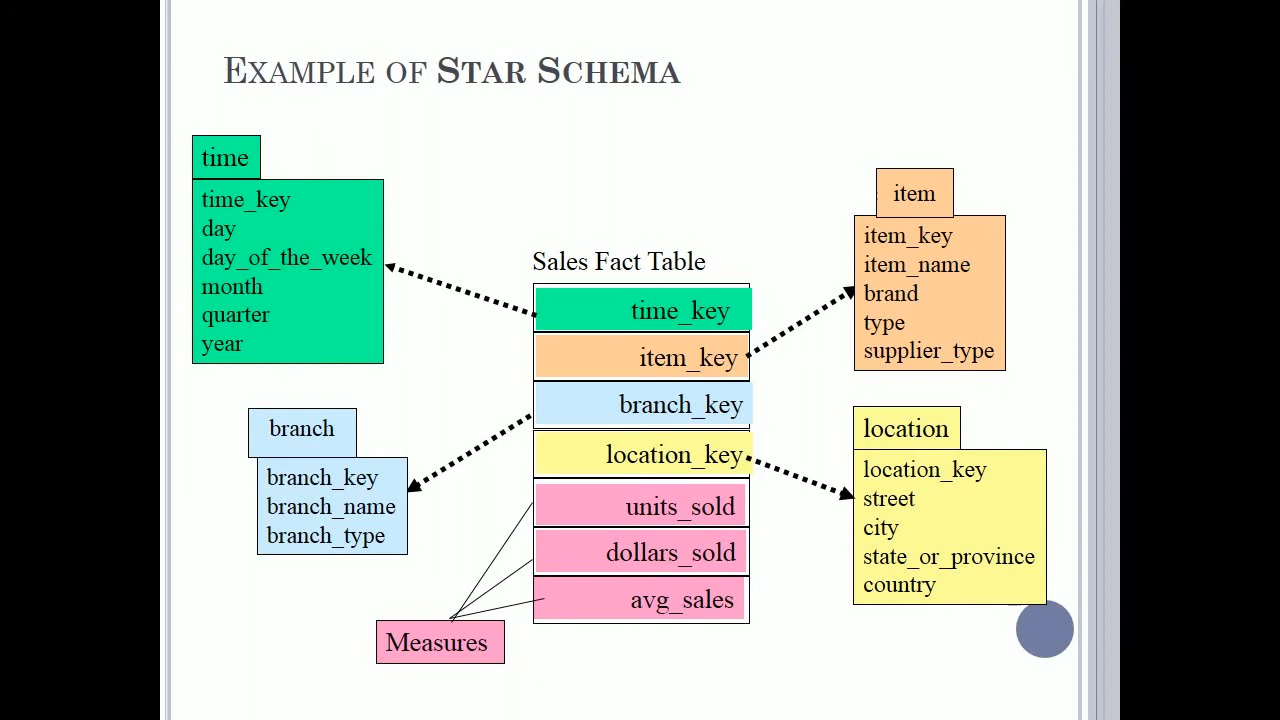 EXAMPLE OF STAR SCHEMA
time
time_key
day
day_of_the_week
month
quarter
year
item
item_key
item_name
brand
type
supplier_type
Sales Fact Table
time_key
item_key
branch_key
location_key
units_sold
dollars_sold
avg_sales
branch
branch_key
branch_name
branch_type
location
location_key
street
city
state_or_province
country
Measures